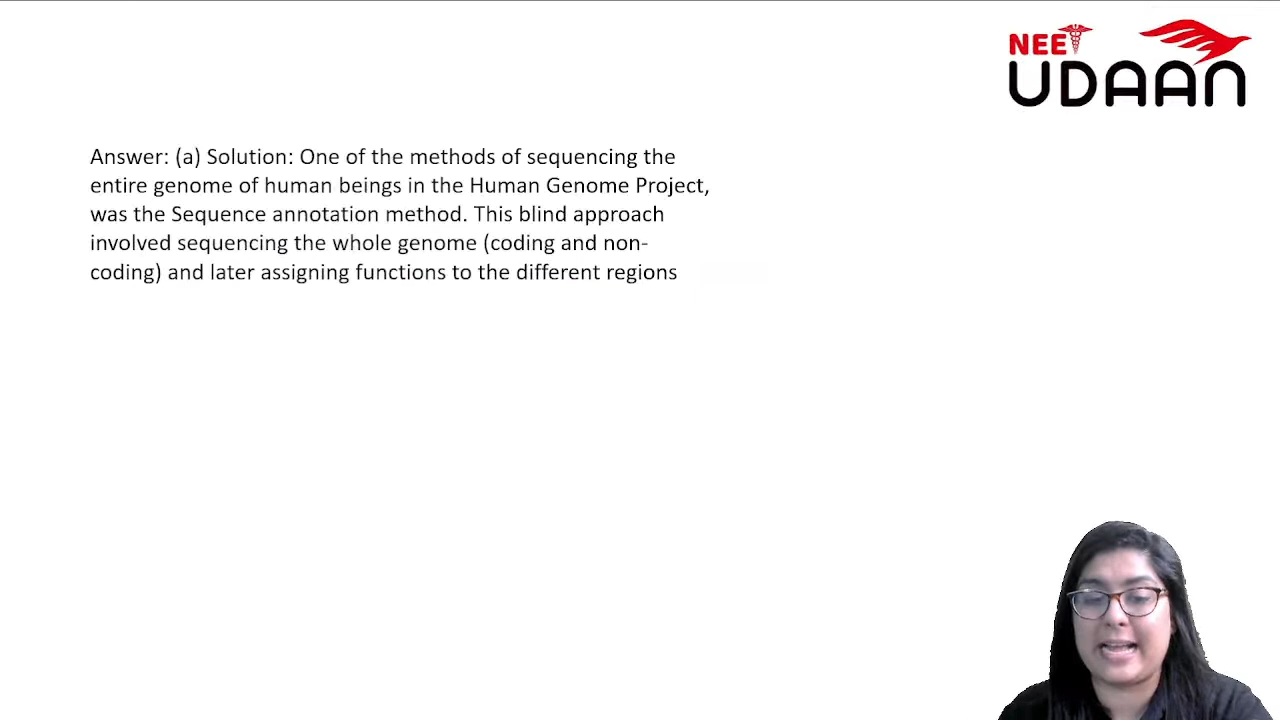 NEET
UDAAN
Answer: (a) Solution: One of the methods of sequencing the
entire genome of human beings in the Human Genome Project,
was the Sequence annotation method. This blind approach
involved sequencing the whole genome (coding and non-
coding) and later assigning functions to the different regions